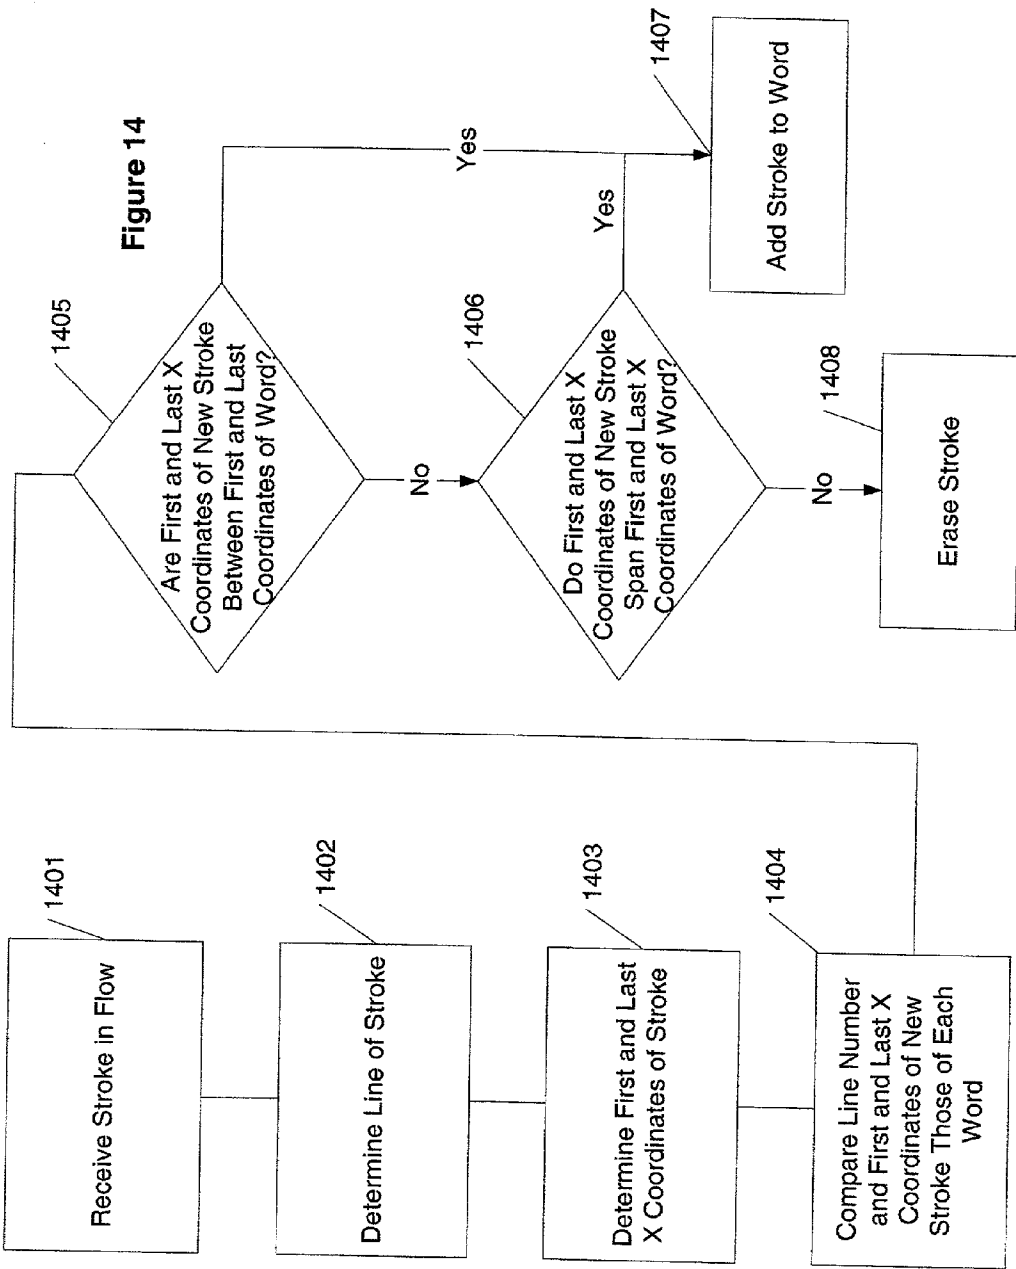 Figure 14
1401
Receive Stroke in Flow
1402
Determine Line of Stroke
1403
Determine First and Last
X Coordinates of Stroke
1404
Compare Line Number
and First and Last X
Coordinates of New
Stroke Those of Each
Word
1405
Are First and Last X
Coordinates of New Stroke
Between First and Last
Coordinates of Word?
Yes
No
1406
Do First and Last X
Coordinates of New Stroke
Span First and Last X
Coordinates of Word?
Yes
No
1407
Add Stroke to Word
1408
Erase Stroke